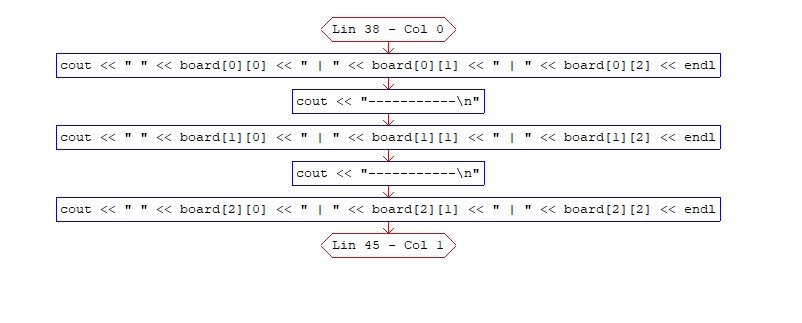 Lin 38 - Col 0
cout << " " << board[0][0] << " | " << board[0][1] << " | " << board[0][2] << endl
cout << "-----------\n"
cout << " " << board[1][0] << " | " << board[1][1] << " | " << board[1][2] << endl
cout << "-----------\n"
cout << " " << board[2][0] << " | " << board[2][1] << " | " << board[2][2] << endl
Lin 45 - Col 1